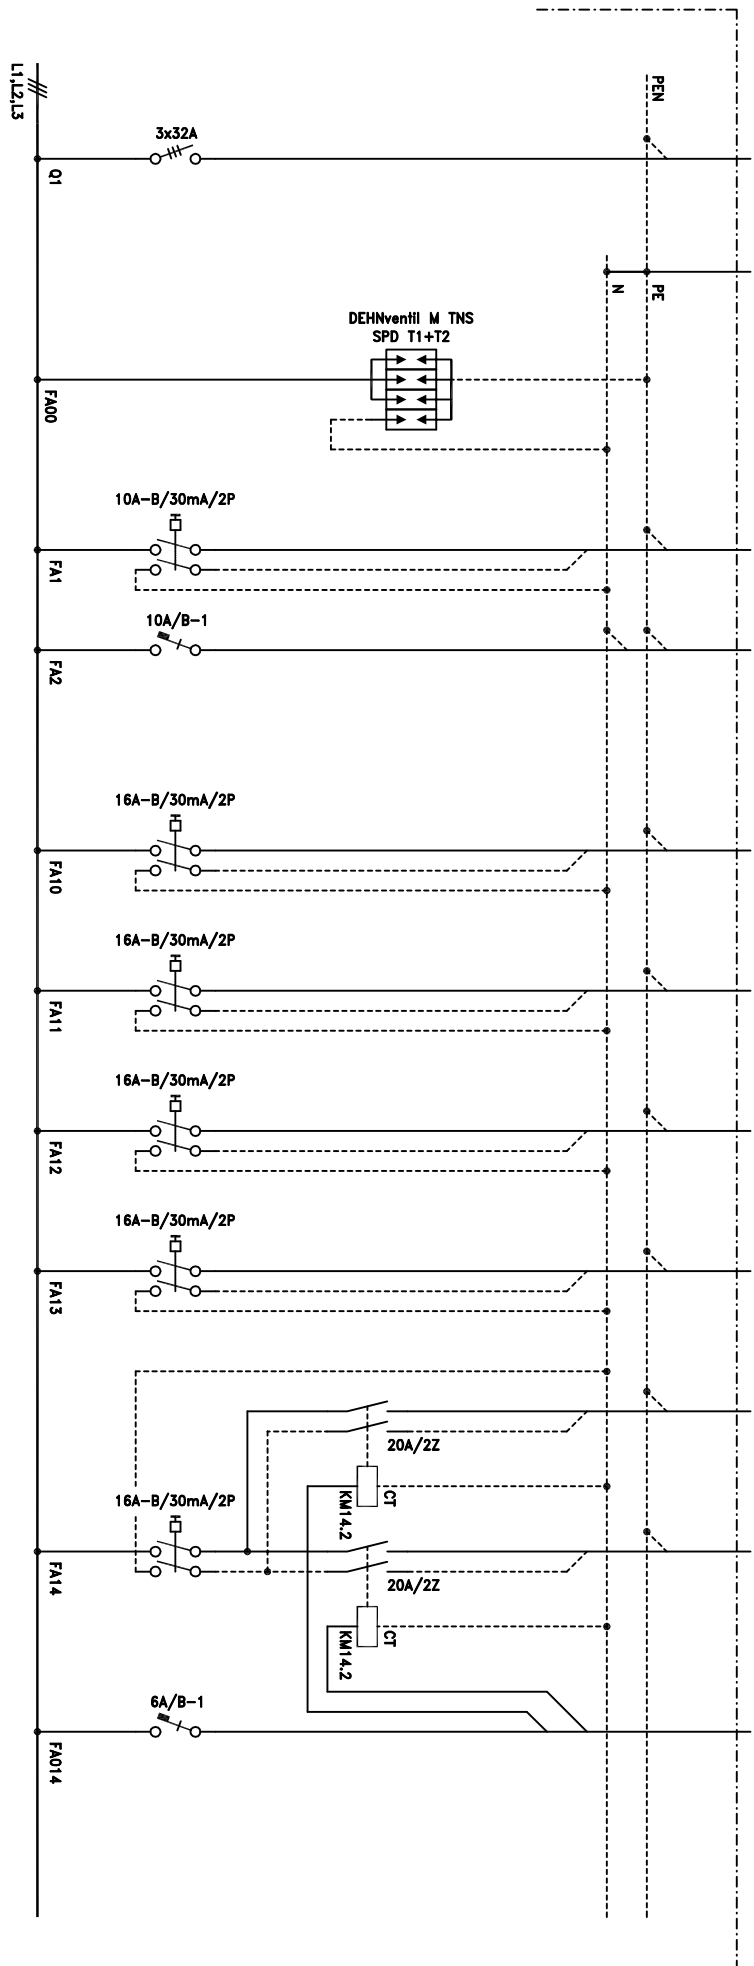 L1,L2,L3
PEN
3x32A
Q1
N
PE
DEHNventil M TNS
SPD T1+T2
FA00
10A-B/30mA/2P
FA1
10A/B-1
FA2
16A-B/30mA/2P
FA10
16A-B/30mA/2P
FA11
16A-B/30mA/2P
FA12
16A-B/30mA/2P
FA13
20A/2Z
CT
KM14.2
16A-B/30mA/2P
FA14
20A/2Z
CT
KM14.2
6A/B-1
FA014